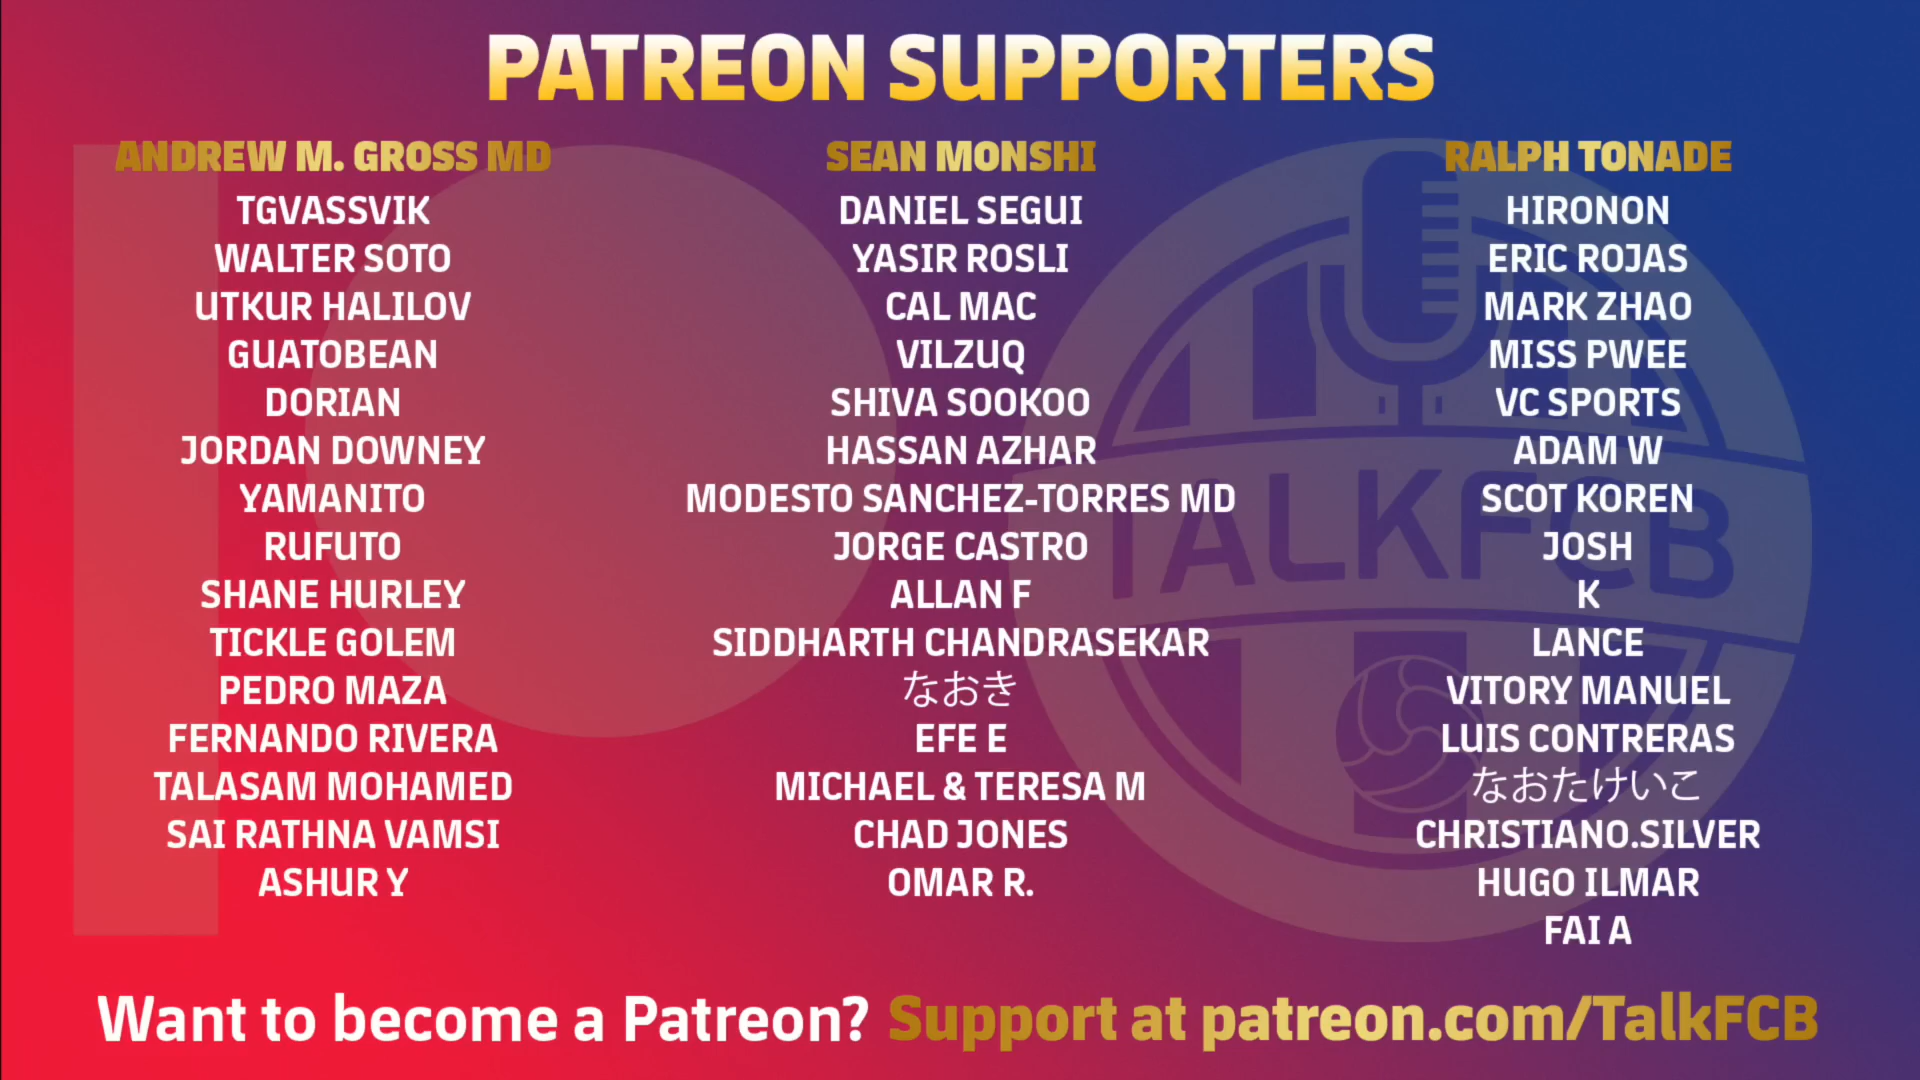 PATREON SUPPORTERS
ANDREW M. GROSS MD
TGVASSVIK
WALTER SOTO
UTKUR HALILOV
GUATOBEAN
DORIAN
JORDAN DOWNEY
YAMANITO
RUFUTO
SHANE HURLEY
TICKLE GOLEM
PEDRO MAZA
FERNANDO RIVERA
TALASAM MOHAMED
SAI RATHNA VAMSI
ASHUR Y
SEAN MONSHI
DANIEL SEGUI
YASIR ROSLI
CAL MAC
VILZUQ
SHIVA SOOKOO
HASSAN AZHAR
MODESTO SANCHEZ-TORRES MD
JORGE CASTRO
ALLAN F
SIDDHARTH CHANDRASEKAR
なおき
EFE E
MICHAEL & TERESA M
CHAD JONES
OMAR R.
RALPH TONADE
HIRONON
ERIC ROJAS
MARK ZHAO
MISS PWEE
VC SPORTS
ADAM W
SCOT KOREN
JOSH
K
LANCE
VITORY MANUEL
LUIS CONTRERAS
なおたけいこ
CHRISTIANO.SILVER
HUGO ILMAR
FAI A
TALKFCB
Want to become a Patreon? Support at patreon.com/TalkFCB